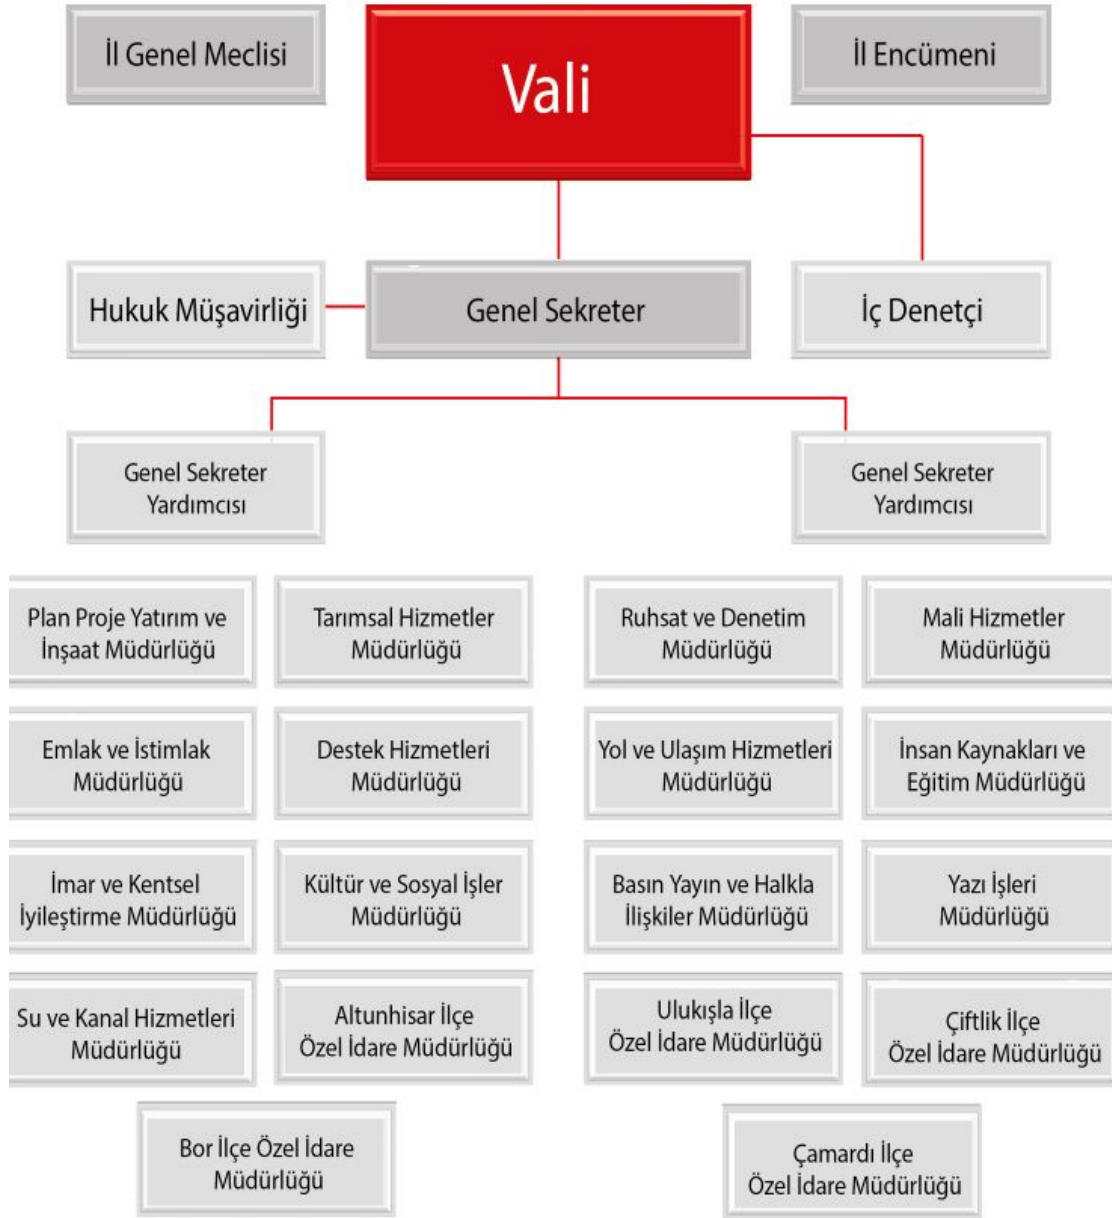 İl Genel Meclisi
Vali
İl Encümeni
Hukuk Müşavirliği
Genel Sekreter
İç Denetçi
Genel Sekreter
Yardımcısı
Genel Sekreter
Yardımcısı
Plan Proje Yatırım ve
İnşaat Müdürlüğü
Tarımsal Hizmetler
Müdürlüğü
Ruhsat ve Denetim
Müdürlüğü
Mali Hizmetler
Müdürlüğü
Emlak ve İstimlak
Müdürlüğü
Destek Hizmetleri
Müdürlüğü
Yol ve Ulaşım Hizmetleri
Müdürlüğü
İnsan Kaynakları ve
Eğitim Müdürlüğü
İmar ve Kentsel
İyileştirme Müdürlüğü
Kültür ve Sosyal İşler
Müdürlüğü
Basın Yayın ve Halkla
İlişkiler Müdürlüğü
Yazı İşleri
Müdürlüğü
Su ve Kanal Hizmetleri
Müdürlüğü
Altunhisar İlçe
Özel İdare Müdürlüğü
Ulukışla İlçe
Özel İdare Müdürlüğü
Çiftlik İlçe
Özel İdare Müdürlüğü
Bor İlçe Özel İdare
Müdürlüğü
Çamardı İlçe
Özel İdare Müdürlüğü